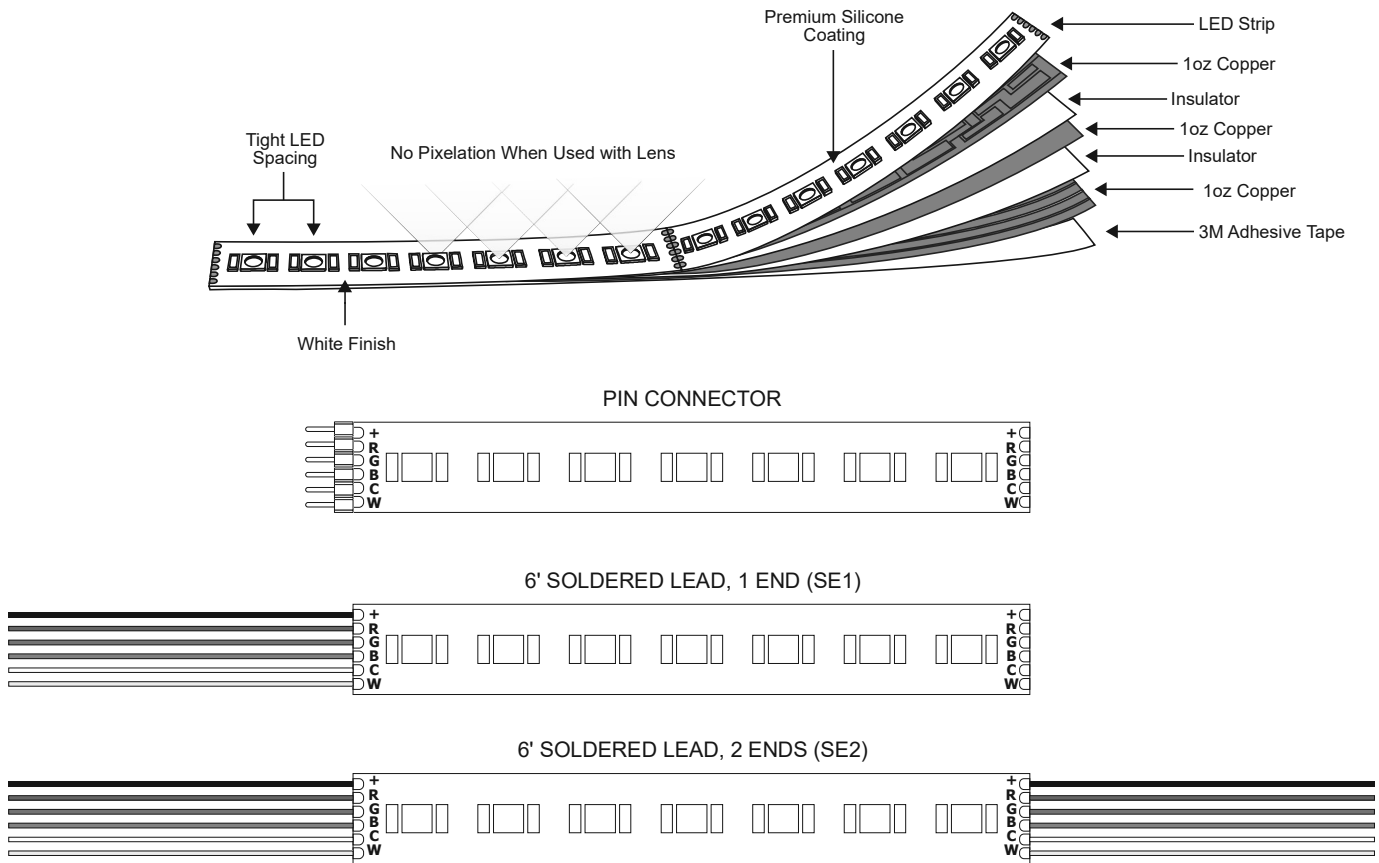 Premium Silicone
Coating
LED Strip
1oz Copper
Insulator
1oz Copper
Insulator
1oz Copper
3M Adhesive Tape
Tight LED
Spacing
No Pixelation When Used with Lens
White Finish
PIN CONNECTOR
+
R
G
B
C
W
+
R
G
B
C
W
6' SOLDERED LEAD, 1 END (SE1)
+
R
G
B
C
W
+
R
G
B
C
W
6' SOLDERED LEAD, 2 ENDS (SE2)
+
R
G
B
C
W
+
R
G
B
C
W